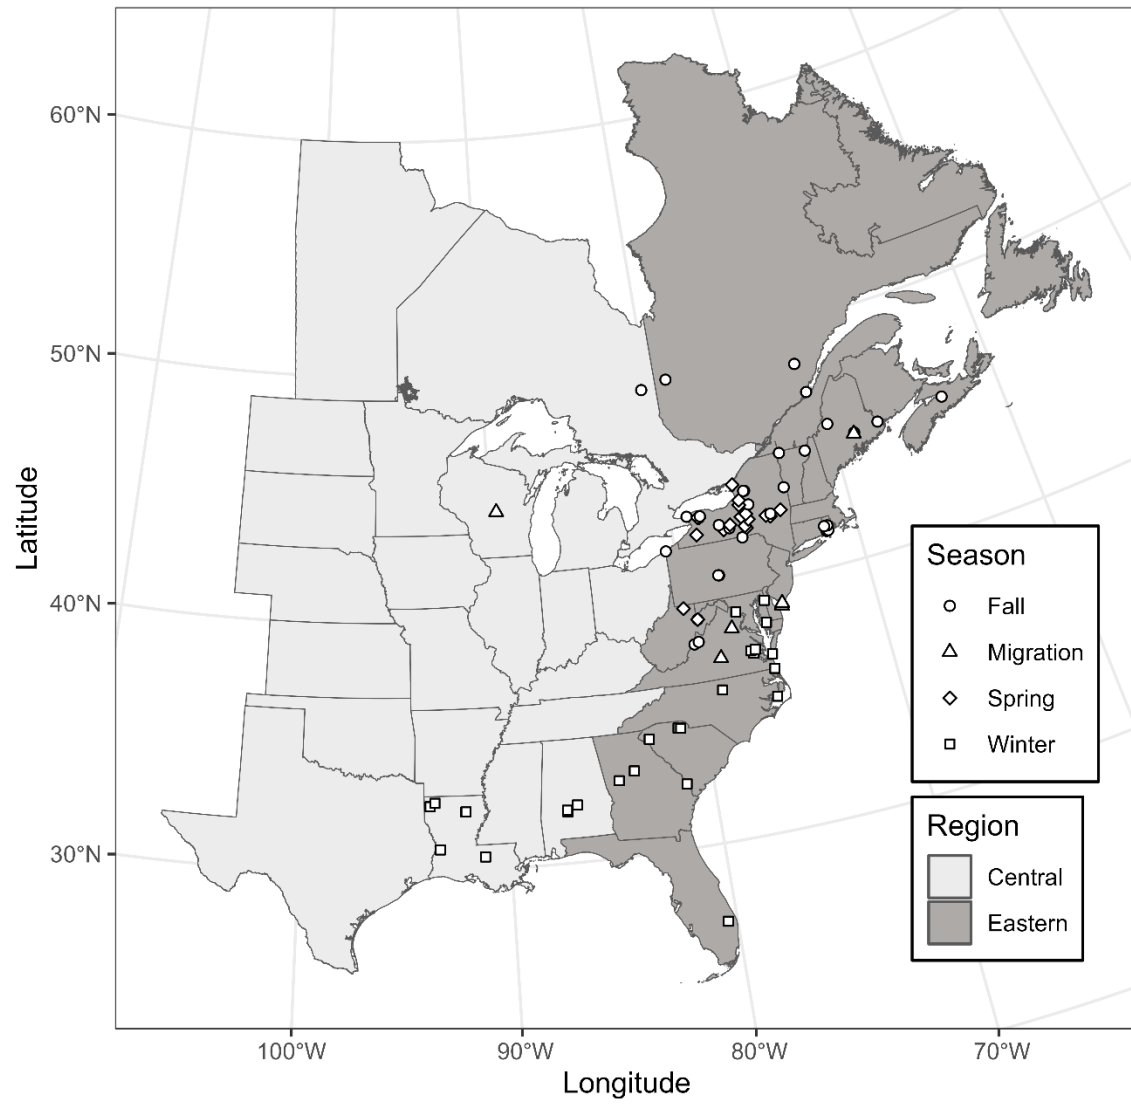 60°N
50°N
40°N
30°N
Latitude
100°W
90°W
80°W
70°W
Longitude
Season
Fall
Migration
Spring
Winter
Region
Central
Eastern